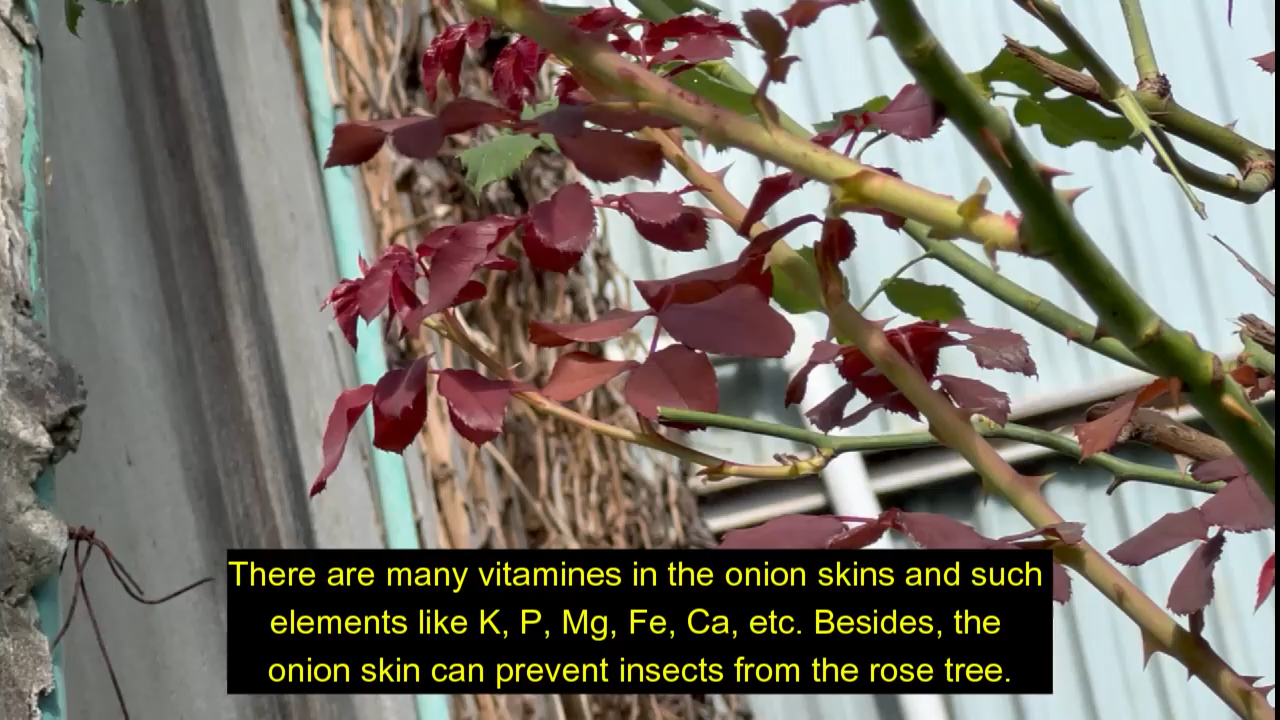 There are many vitamines in the onion skins and such
elements like K, P, Mg, Fe, Ca, etc. Besides, the
onion skin can prevent insects from the rose tree.